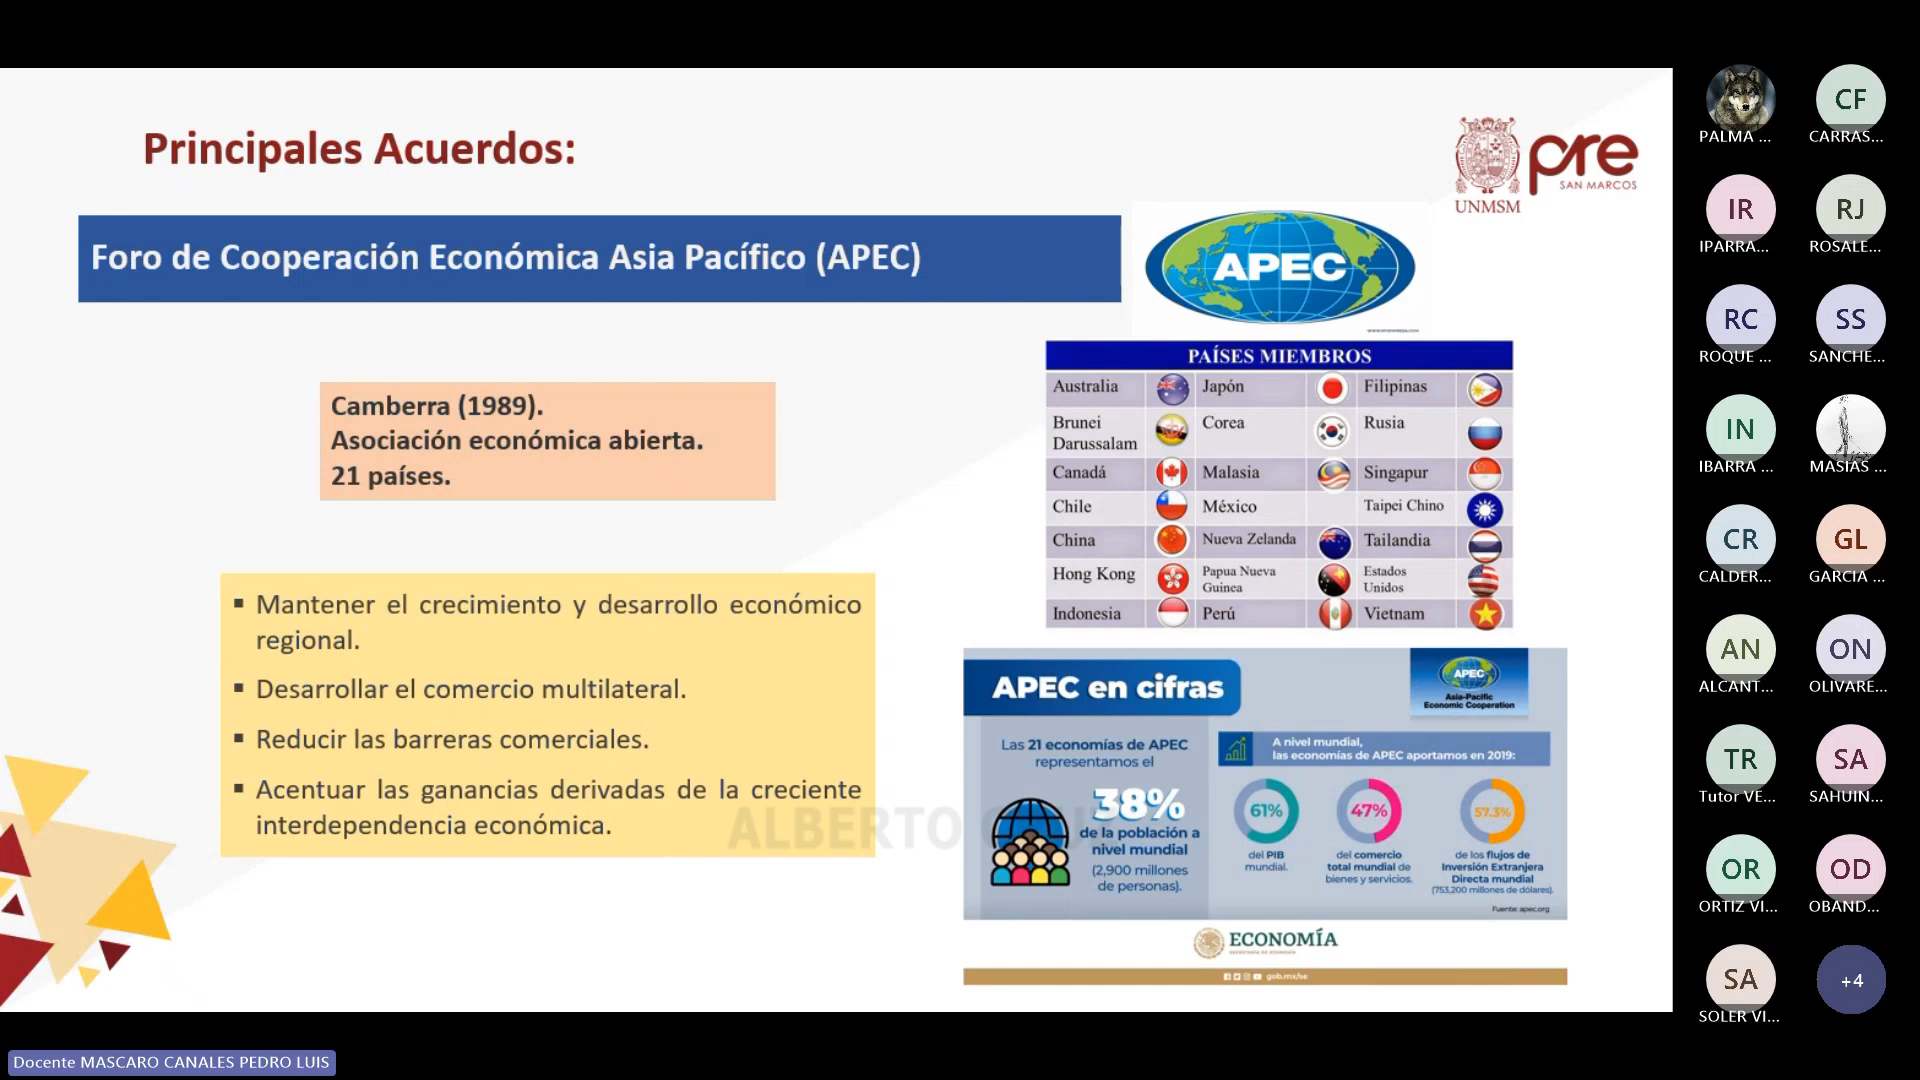 Principales Acuerdos:
UNMSM
pre
SAN MARCOS
Foro de Cooperación Económica Asia Pacífico (APEC)
APEC
Camberra (1989).
Asociación económica abierta.
21 países.
PAÍSES MIEMBROS
Australia Japón Filipinas
Brunei Darussalam Corea Rusia
Canadá Malasia Singapur
Chile México Taipei Chino
China Nueva Zelanda Tailandia
Hong Kong Papua Nueva Guinea Estados Unidos
Indonesia Perú Vietnam
▪ Mantener el crecimiento y desarrollo económico
regional.
▪ Desarrollar el comercio multilateral.
▪ Reducir las barreras comerciales.
▪ Acentuar las ganancias derivadas de la creciente
interdependencia económica.
ALBERTO
APEC en cifras
APEC
Asia-Pacific
Economic Cooperation
Las 21 economías de APEC
representamos el
38%
de la población a
nivel mundial
(2,900 millones
de personas).
A nivel mundial,
las economías de APEC aportamos en 2019:
61%
del PIB
mundial.
47%
del comercio
total mundial de
bienes y servicios.
57.3%
de los flujos de
Inversión Extranjera
Directa mundial
(753,200 millones de dólares).
Fuente: apec.org
ECONOMÍA
SECRETARÍA DE ECONOMÍA
gob.mx/se
PALMA ...
CF
CARRAS...
IR
IPARRA...
RJ
ROSALE...
RC
ROQUE ...
SS
SANCHE...
IN
IBARRA ...
MASIAS ...
CR
CALDER...
GL
GARCIA ...
AN
ALCANT...
ON
OLIVARE...
TR
Tutor VE...
SA
SAHUIN...
OR
ORTIZ VI...
OD
OBAND...
SA
SOLER VI...
+4
Docente MASCARO CANALES PEDRO LUIS